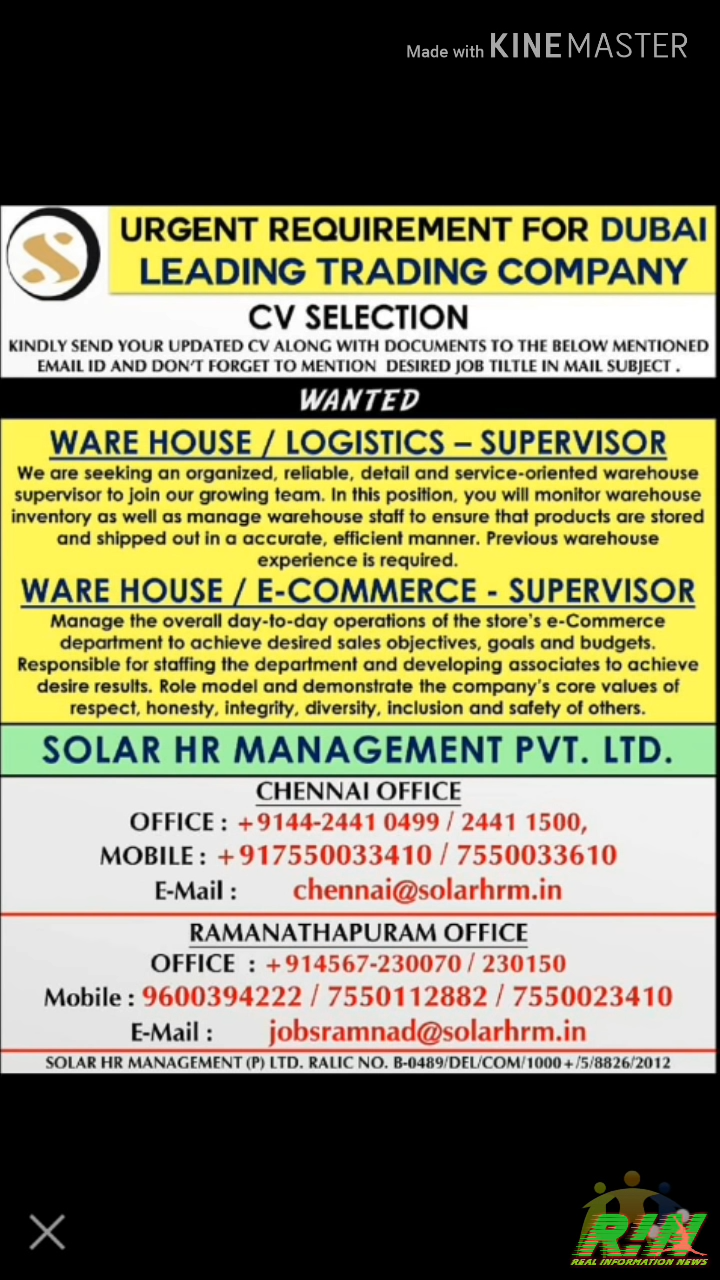 Made with KINEMASTER
URGENT REQUIREMENT FOR DUBAI
LEADING TRADING COMPANY
CV SELECTION
KINDLY SEND YOUR UPDATED CV ALONG WITH DOCUMENTS TO THE BELOW MENTIONED
EMAIL ID AND DON'T FORGET TO MENTION DESIRED JOB TILTLE IN MAIL SUBJECT .
WANTED
WARE HOUSE / LOGISTICS – SUPERVISOR
We are seeking an organized, reliable, detail and service-oriented warehouse
supervisor to join our growing team. In this position, you will monitor warehouse
inventory as well as manage warehouse staff to ensure that products are stored
and shipped out in a accurate, efficient manner. Previous warehouse
experience is required.
WARE HOUSE / E-COMMERCE - SUPERVISOR
Manage the overall day-to-day operations of the store's e-Commerce
department to achieve desired sales objectives, goals and budgets.
Responsible for staffing the department and developing associates to achieve
desire results. Role model and demonstrate the company's core values of
respect, honesty, integrity, diversity, inclusion and safety of others.
SOLAR HR MANAGEMENT PVT. LTD.
CHENNAI OFFICE
OFFICE : +9144-2441 0499 / 2441 1500,
MOBILE : +917550033410 / 7550033610
E-Mail : chennai@solarhrm.in
RAMANATHAPURAM OFFICE
OFFICE : +914567-230070 / 230150
Mobile : 9600394222 / 7550112882 / 7550023410
E-Mail : jobsramnad@solarhrm.in
SOLAR HR MANAGEMENT (P) LTD. RALIC NO. B-0489/DEL/COM/1000+/5/8826/2012
R!N
REAL INFORMATION NEWS